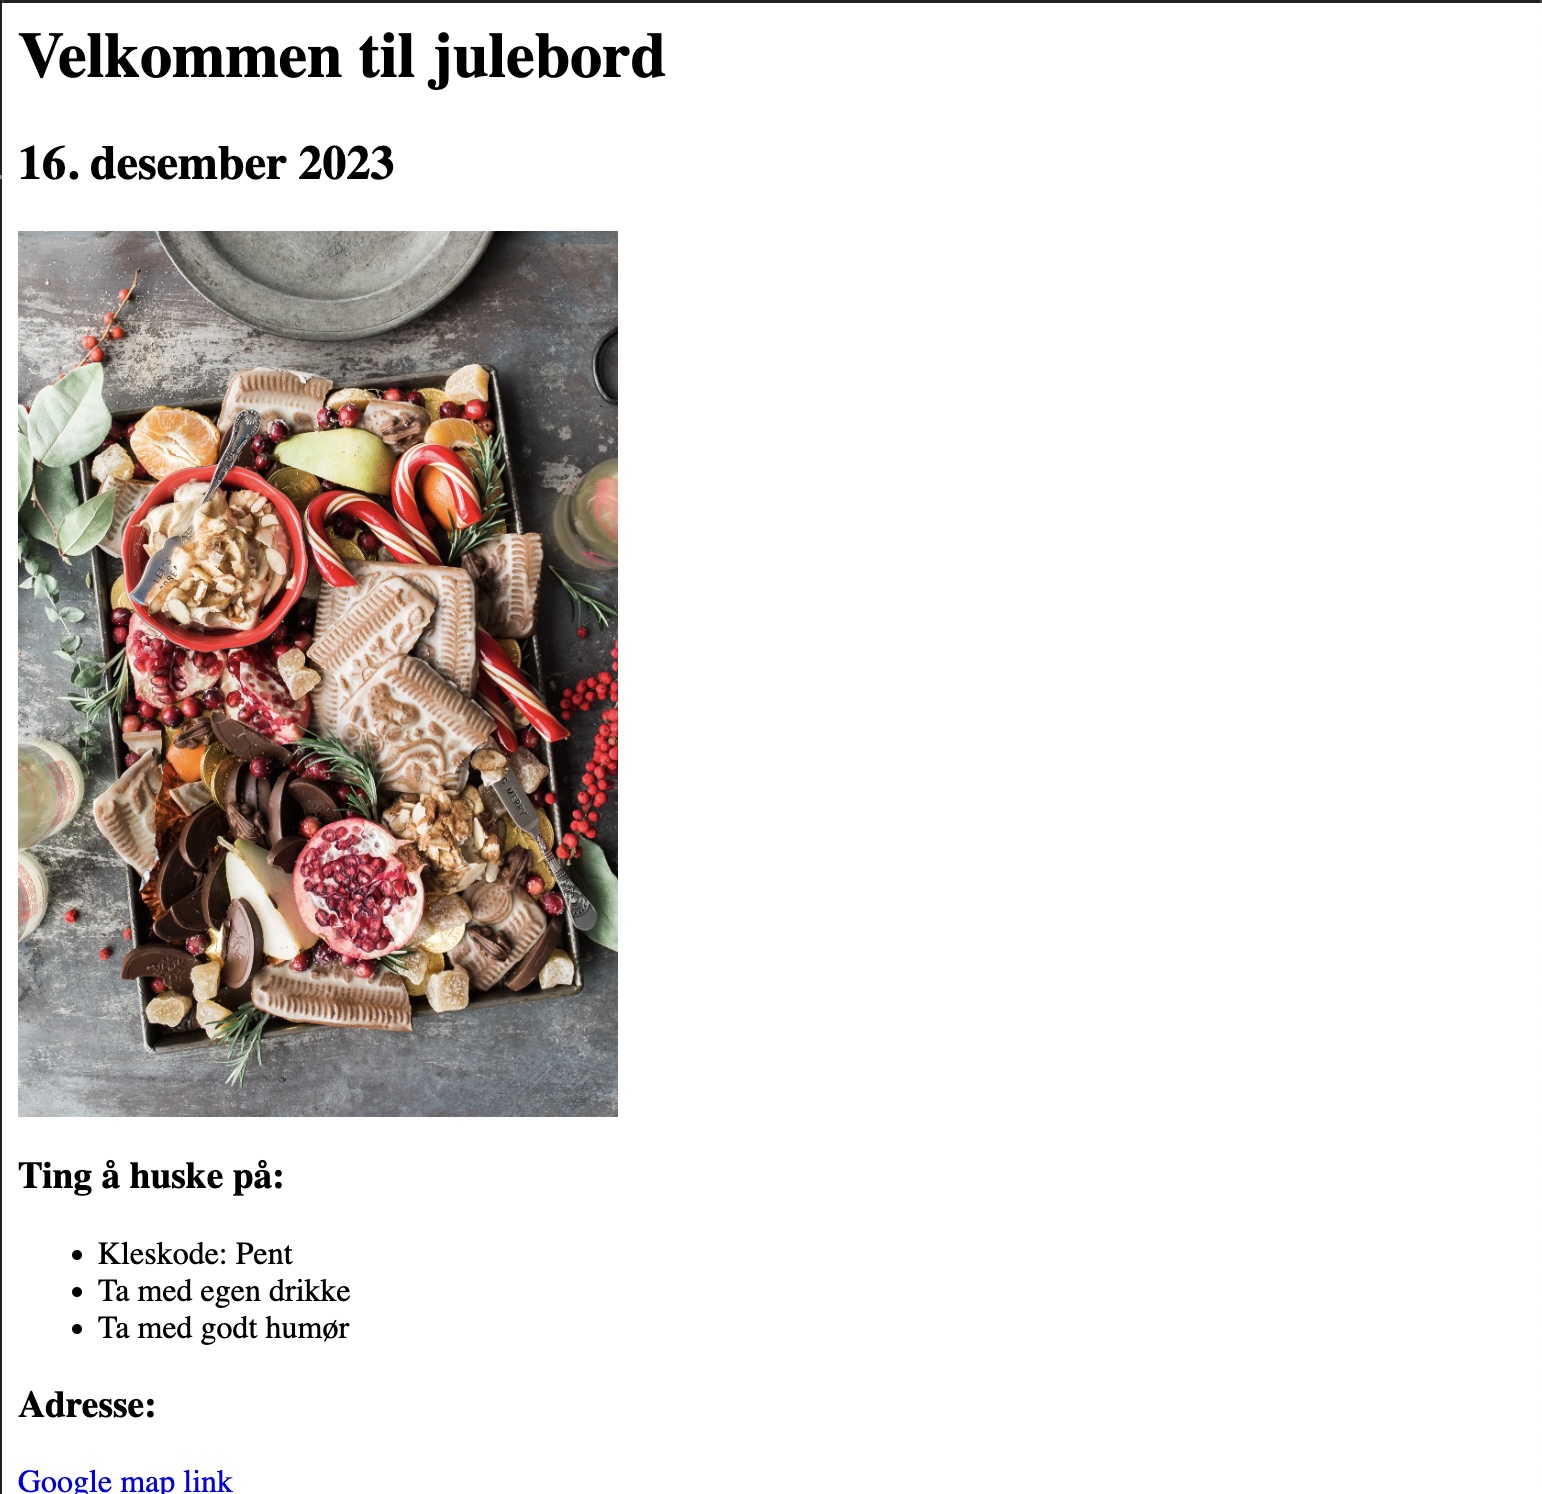 Velkommen til julebord
16. desember 2023
MERRY
Ting å huske på:
Kleskode: Pent
Ta med egen drikke
Ta med godt humør
Adresse:
Google map link